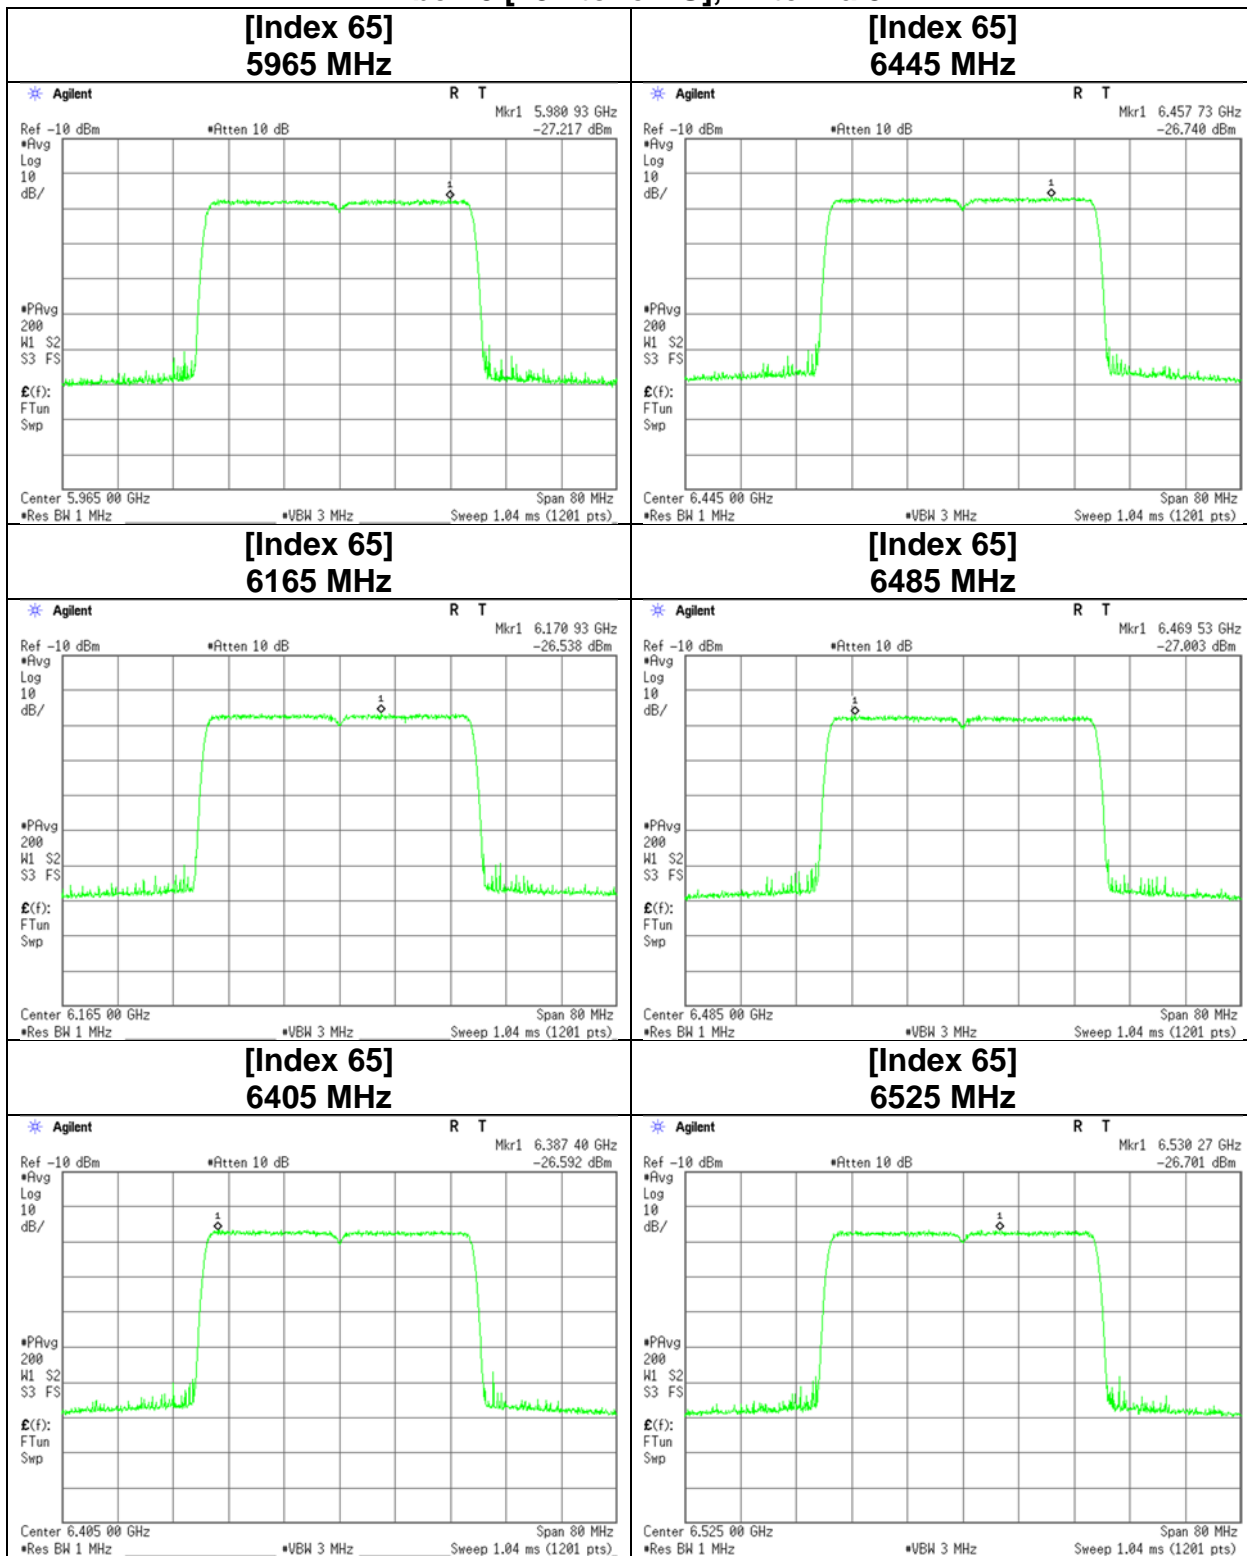 [Index 65]
5965 MHz
Agilent R T
Mkr1 5.980 93 GHz
Ref -10 dBm #Atten 10 dB -27.217 dBm
#Avg
Log
10
dB/
1
#PAvg
200
W1 S2
S3 FS
£(f):
FTun
Swp
Center 5.965 00 GHz Span 80 MHz
#Res BW 1 MHz #VBW 3 MHz Sweep 1.04 ms (1201 pts)
[Index 65]
6445 MHz
Agilent R T
Mkr1 6.457 73 GHz
Ref -10 dBm #Atten 10 dB -26.740 dBm
#Avg
Log
10
dB/
1
#PAvg
200
W1 S2
S3 FS
£(f):
FTun
Swp
Center 6.445 00 GHz Span 80 MHz
#Res BW 1 MHz #VBW 3 MHz Sweep 1.04 ms (1201 pts)
[Index 65]
6165 MHz
Agilent R T
Mkr1 6.170 93 GHz
Ref -10 dBm #Atten 10 dB -26.538 dBm
#Avg
Log
10
dB/
1
#PAvg
200
W1 S2
S3 FS
£(f):
FTun
Swp
Center 6.165 00 GHz Span 80 MHz
#Res BW 1 MHz #VBW 3 MHz Sweep 1.04 ms (1201 pts)
[Index 65]
6485 MHz
Agilent R T
Mkr1 6.469 53 GHz
Ref -10 dBm #Atten 10 dB -27.003 dBm
#Avg
Log
10
dB/
1
#PAvg
200
W1 S2
S3 FS
£(f):
FTun
Swp
Center 6.485 00 GHz Span 80 MHz
#Res BW 1 MHz #VBW 3 MHz Sweep 1.04 ms (1201 pts)
[Index 65]
6405 MHz
Agilent R T
Mkr1 6.387 40 GHz
Ref -10 dBm #Atten 10 dB -26.592 dBm
#Avg
Log
10
dB/
1
#PAvg
200
W1 S2
S3 FS
£(f):
FTun
Swp
Center 6.405 00 GHz Span 80 MHz
#Res BW 1 MHz #VBW 3 MHz Sweep 1.04 ms (1201 pts)
[Index 65]
6525 MHz
Agilent R T
Mkr1 6.530 27 GHz
Ref -10 dBm #Atten 10 dB -26.701 dBm
#Avg
Log
10
dB/
1
#PAvg
200
W1 S2
S3 FS
£(f):
FTun
Swp
Center 6.525 00 GHz Span 80 MHz
#Res BW 1 MHz #VBW 3 MHz Sweep 1.04 ms (1201 pts)